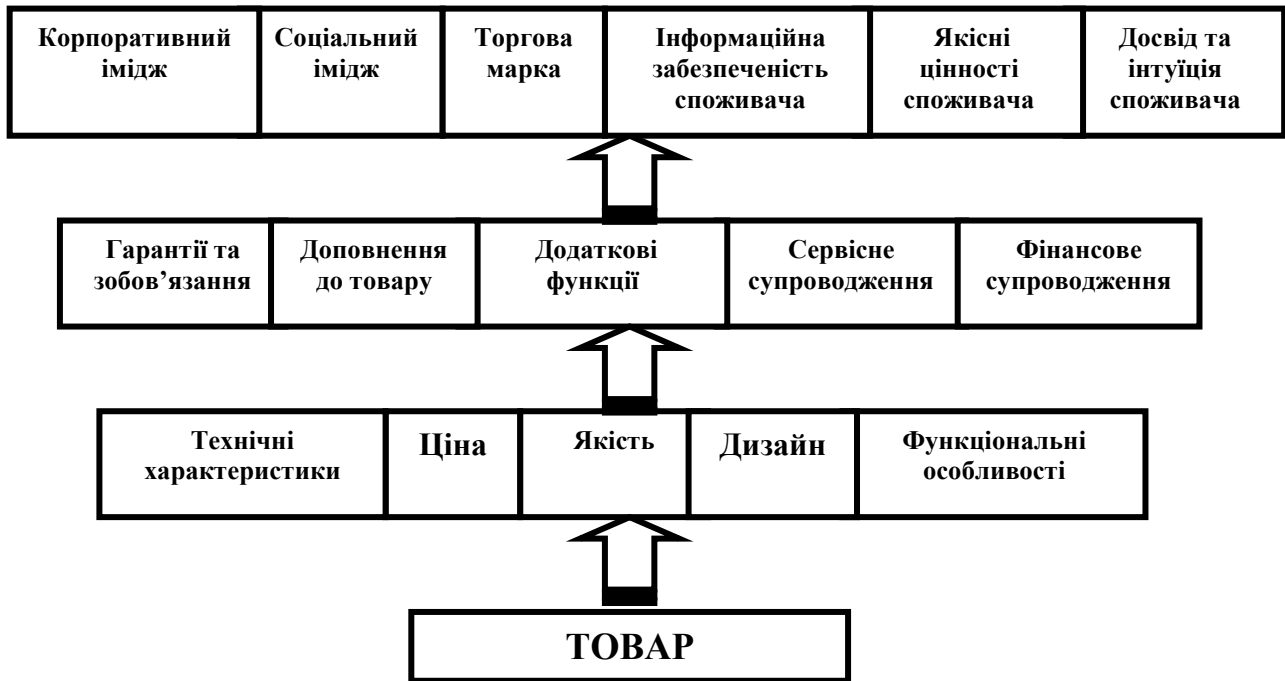 Корпоративний
імідж
Соціальний
імідж
Торгова
марка
Інформаційна
забезпеченість
споживача
Якісні
цінності
споживача
Досвід та
інтуїція
споживача
Гарантії та
зобов’язання
Доповнення
до товару
Додаткові
функції
Сервісне
супроводження
Фінансове
супроводження
Технічні
характеристики
Ціна
Якість
Дизайн
Функціональні
особливості
ТОВАР